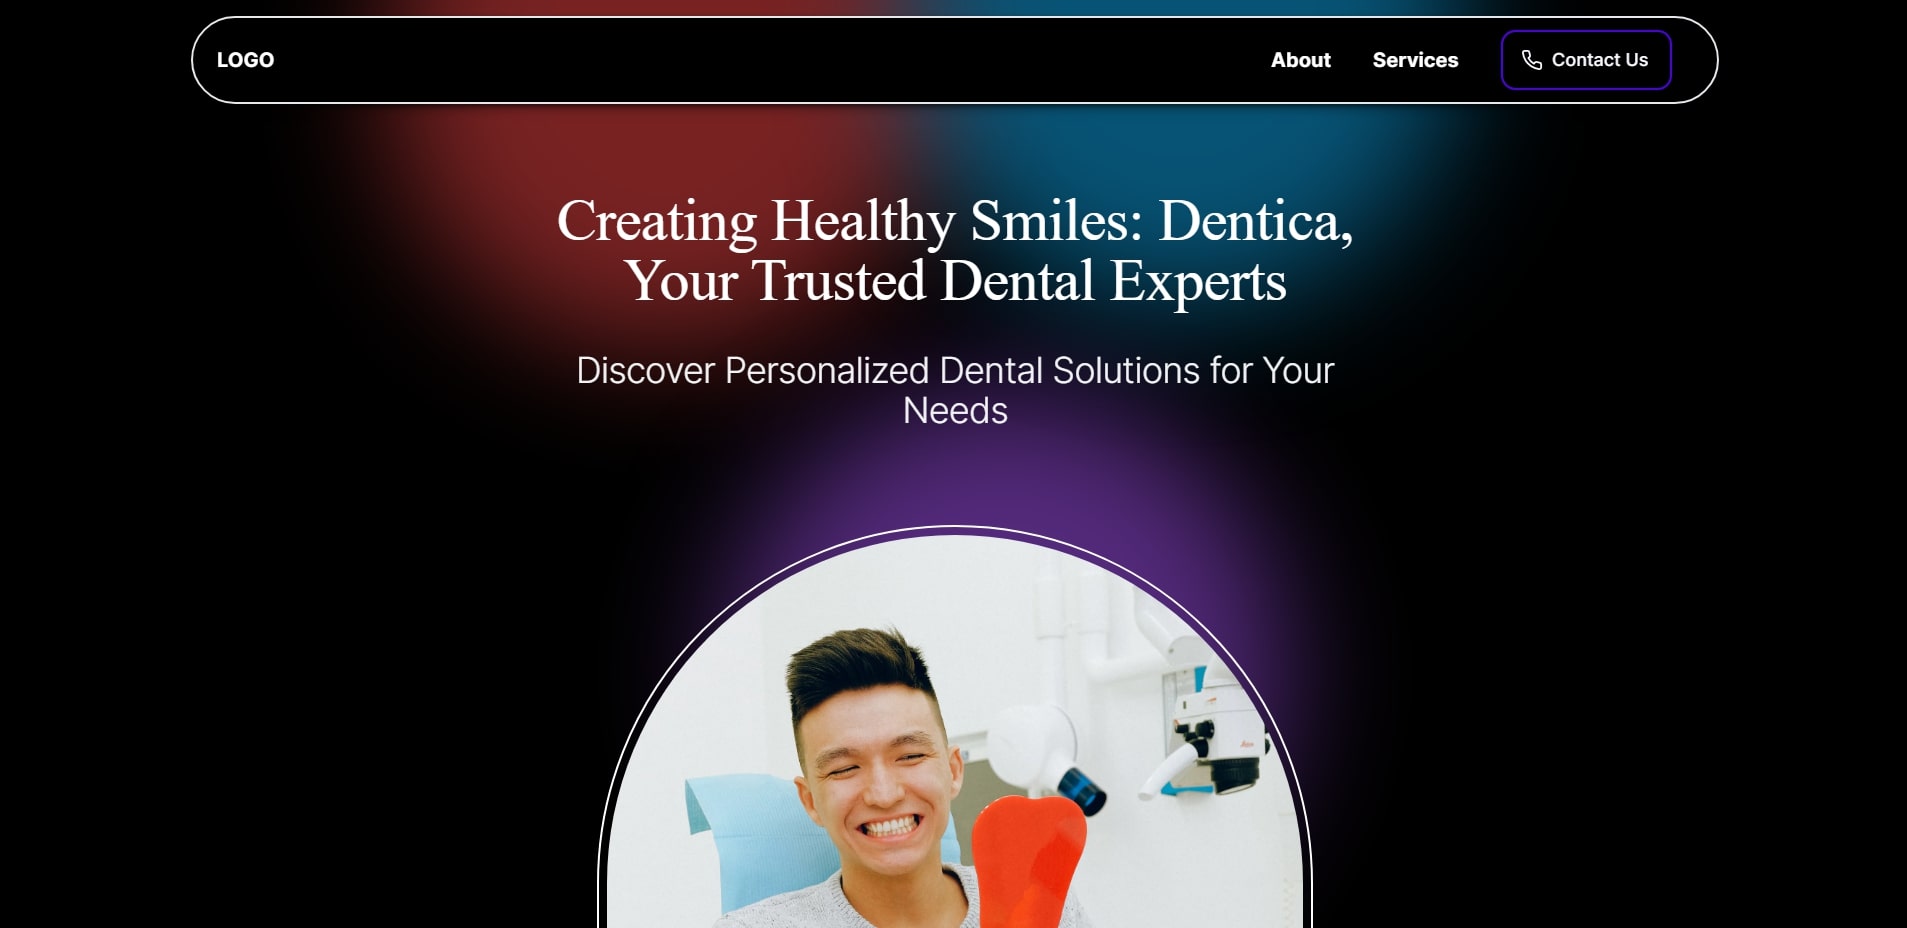 LOGO
About
Services
Contact Us
Creating Healthy Smiles: Dentica,
Your Trusted Dental Experts
Discover Personalized Dental Solutions for Your
Needs